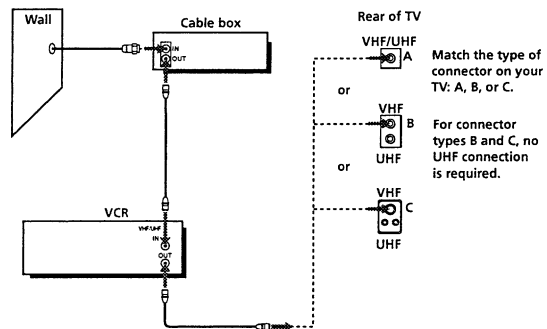 Wall
Cable box
IN
OUT
VCR
VHF/UHF
IN
OUT
Rear of TV
VHF/UHF
A
or
VHF
B
UHF
or
VHF
C
UHF
Match the type of
connector on your
TV: A, B, or C.
For connector
types B and C, no
UHF connection
is required.